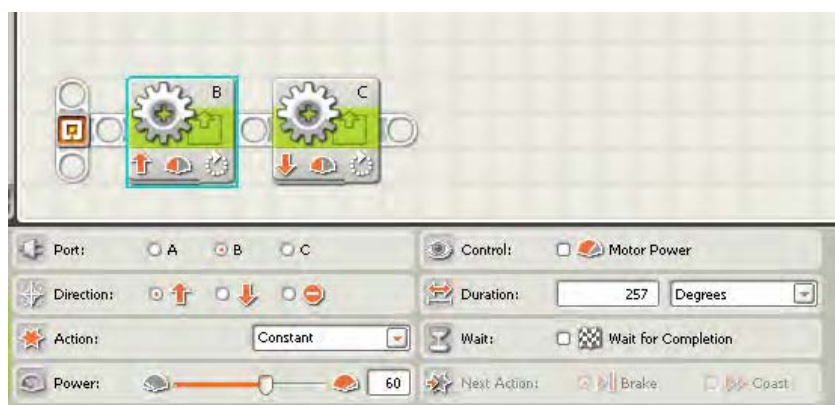 B
C
Port: A B C
Control: Motor Power
Direction:
Duration: 257 Degrees
Action: Constant
Wait: Wait for Completion
Power: 60
Next Action: Brake Coast